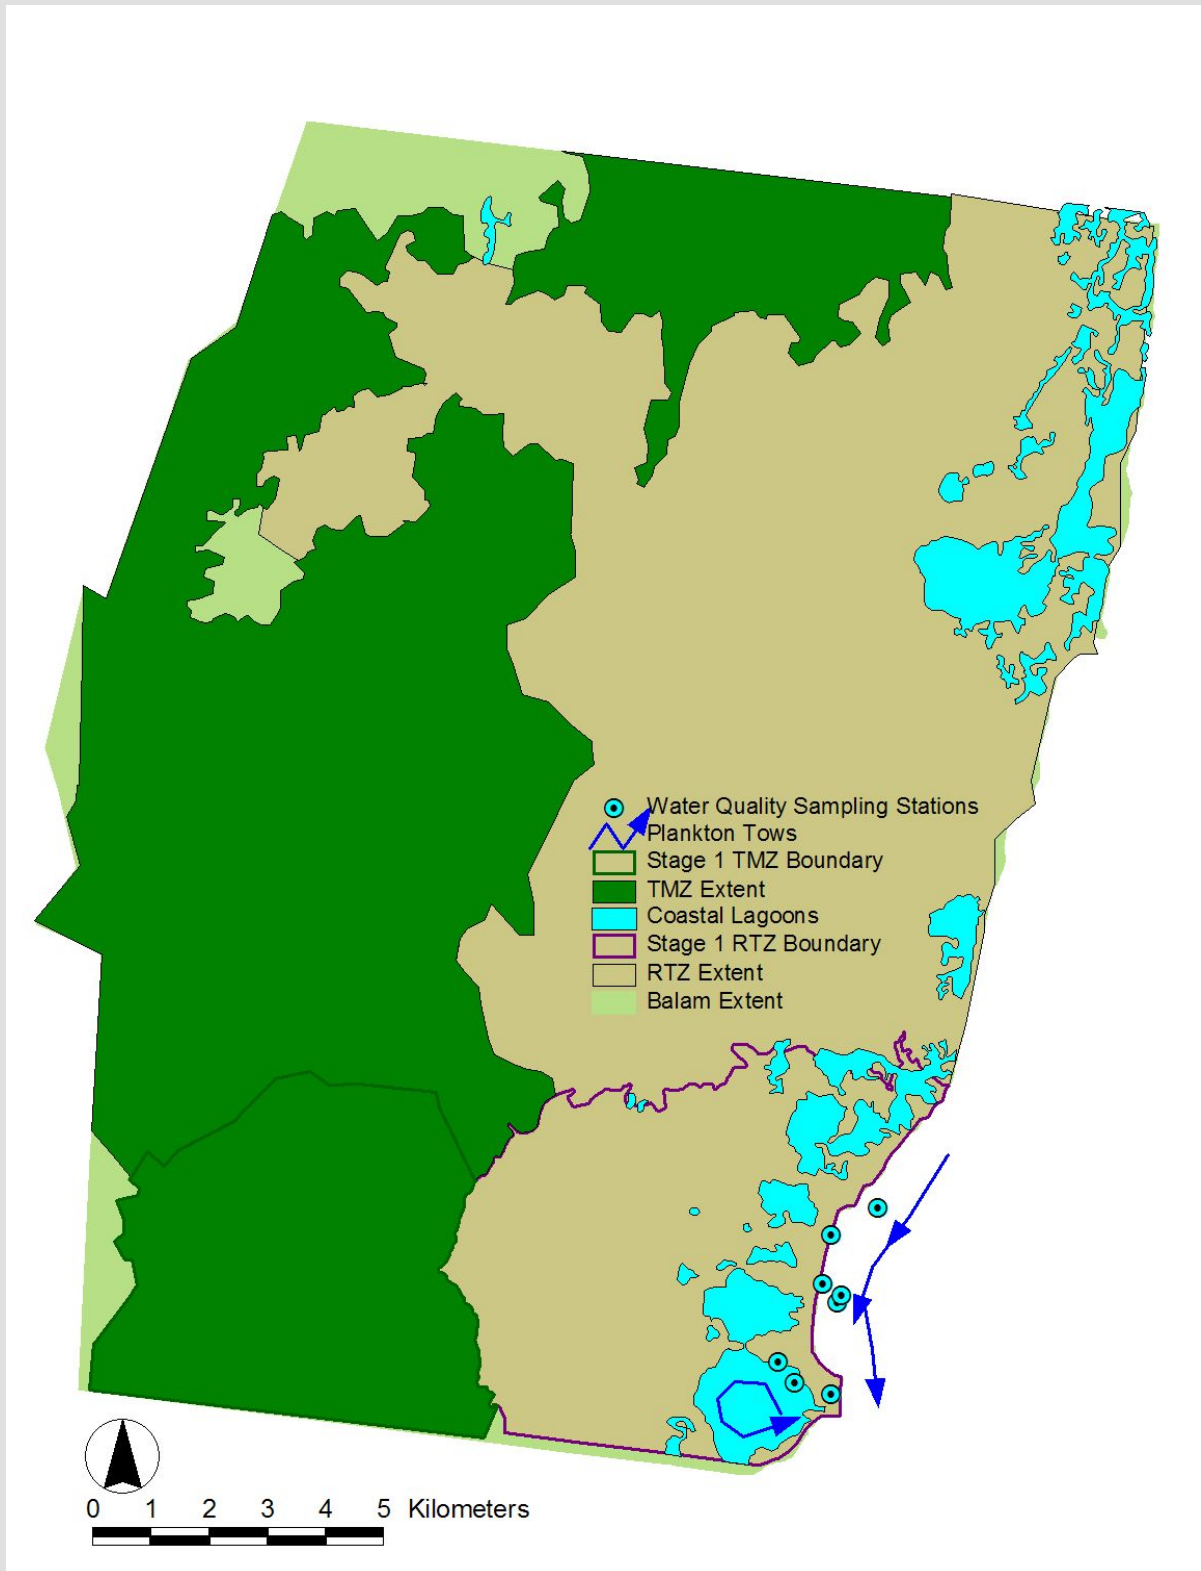 Water Quality Sampling Stations
Plankton Tows
Stage 1 TMZ Boundary
TMZ Extent
Coastal Lagoons
Stage 1 RTZ Boundary
RTZ Extent
Balam Extent
0 1 2 3 4 5 Kilometers